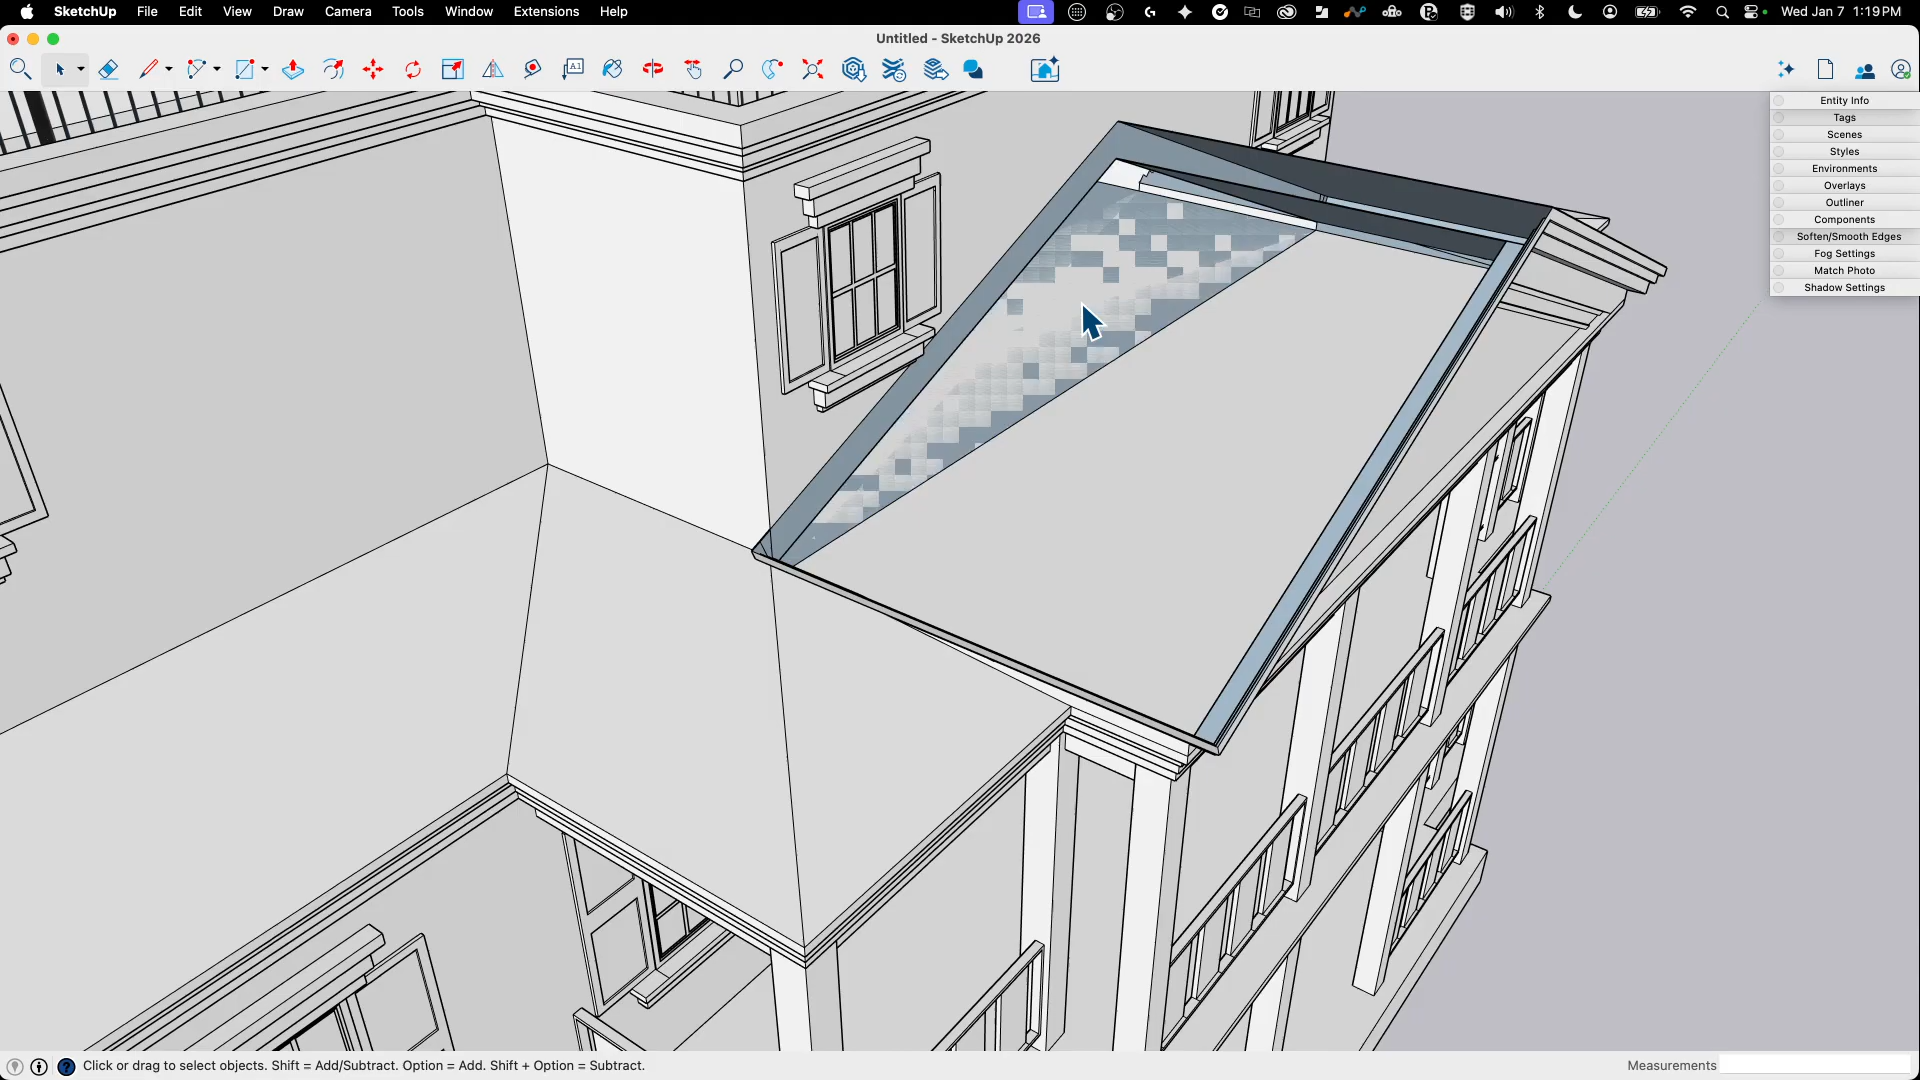 SketchUp File Edit View Draw Camera Tools Window Extensions Help Wed Jan 7 1:19 PM
Untitled - SketchUp 2026
A1
Entity Info
Tags
Scenes
Styles
Environments
Overlays
Outliner
Components
Soften/Smooth Edges
Fog Settings
Match Photo
Shadow Settings
Click or drag to select objects. Shift = Add/Subtract. Option = Add. Shift + Option = Subtract. Measurements